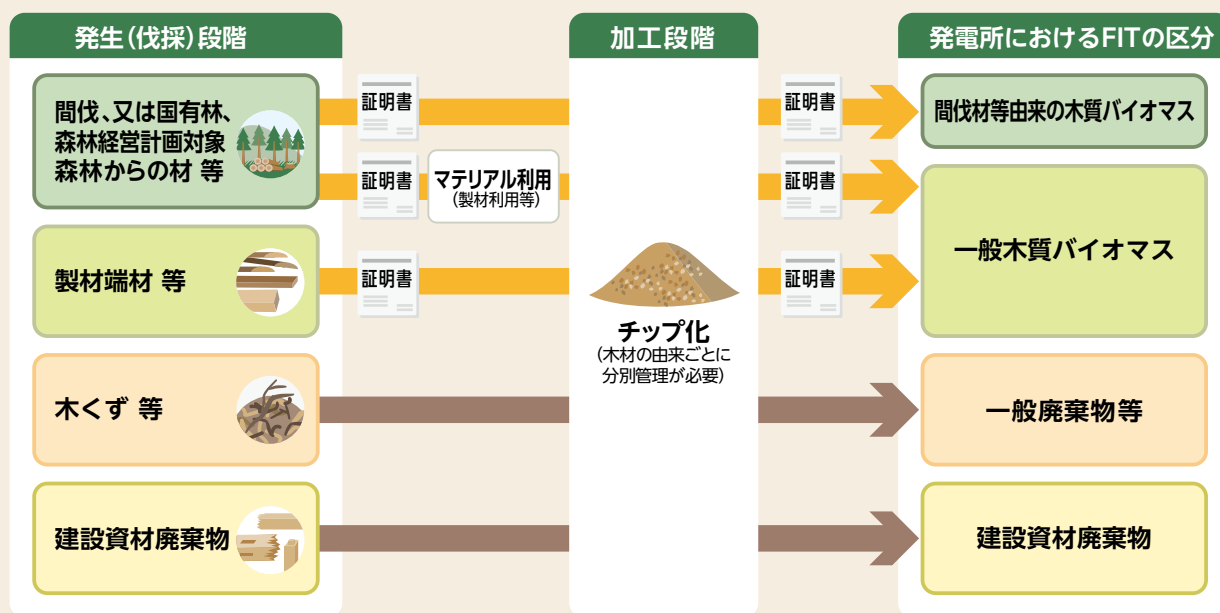 発生（伐採）段階
加工段階
発電所におけるFITの区分
間伐、又は国有林、
森林経営計画対象
森林からの材 等
証明書
証明書
間伐材等由来の木質バイオマス
証明書
マテリアル利用
（製材利用等）
証明書
一般木質バイオマス
製材端材 等
証明書
証明書
チップ化
（木材の由来ごとに
分別管理が必要）
木くず 等
一般廃棄物等
建設資材廃棄物
建設資材廃棄物